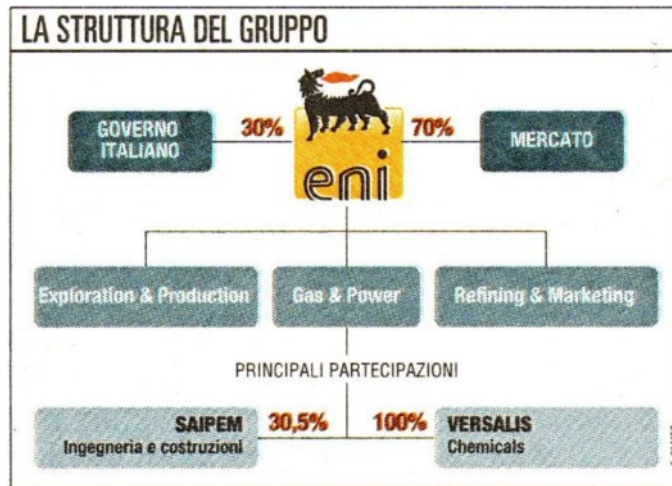 LA STRUTTURA DEL GRUPPO
GOVERNO
ITALIANO
30%
eni
70%
MERCATO
Exploration & Production
Gas & Power
Refining & Marketing
PRINCIPALI PARTECIPAZIONI
SAIPEM
Ingegneria e costruzioni
30,5%
100%
VERSALIS
Chemicals